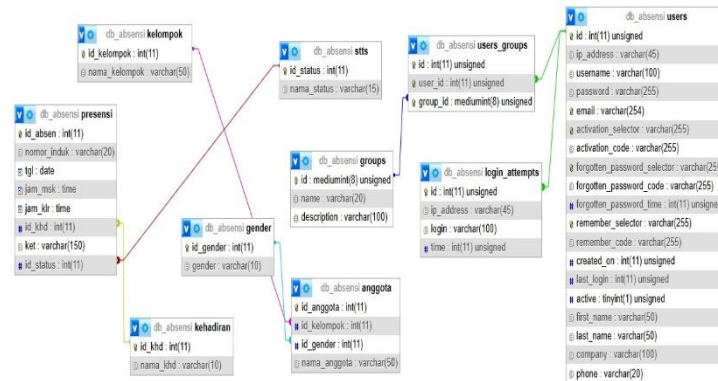 db_absensi kelompok
id_kelompok : int(11)
nama_kelompok : varchar(50)
db_absensi stts
id_status : int(11)
nama_status : varchar(15)
db_absensi users_groups
id : int(11) unsigned
user_id : int(11) unsigned
group_id : mediumint(8) unsigned
db_absensi users
id : int(11) unsigned
ip_address : varchar(45)
username : varchar(100)
password : varchar(255)
email : varchar(254)
activation_selector : varchar(255)
activation_code : varchar(255)
forgotten_password_selector : varchar(255)
forgotten_password_code : varchar(255)
forgotten_password_time : int(11) unsigned
remember_selector : varchar(255)
remember_code : varchar(255)
created_on : int(11) unsigned
last_login : int(11) unsigned
active : tinyint(1) unsigned
first_name : varchar(50)
last_name : varchar(50)
company : varchar(100)
phone : varchar(20)
db_absensi presensi
id_absen : int(11)
nomor_induk : varchar(20)
tgl : date
jam_msk : time
jam_klr : time
id_khd : int(11)
ket : varchar(150)
id_status : int(11)
db_absensi groups
id : mediumint(8) unsigned
name : varchar(20)
description : varchar(100)
db_absensi login_attempts
id : int(11) unsigned
ip_address : varchar(45)
login : varchar(100)
time : int(11) unsigned
db_absensi gender
id_gender : int(11)
gender : varchar(10)
db_absensi anggota
id_anggota : int(11)
id_kelompok : int(11)
id_gender : int(11)
nama_anggota : varchar(50)
db_absensi kehadiran
id_khd : int(11)
nama_khd : varchar(10)